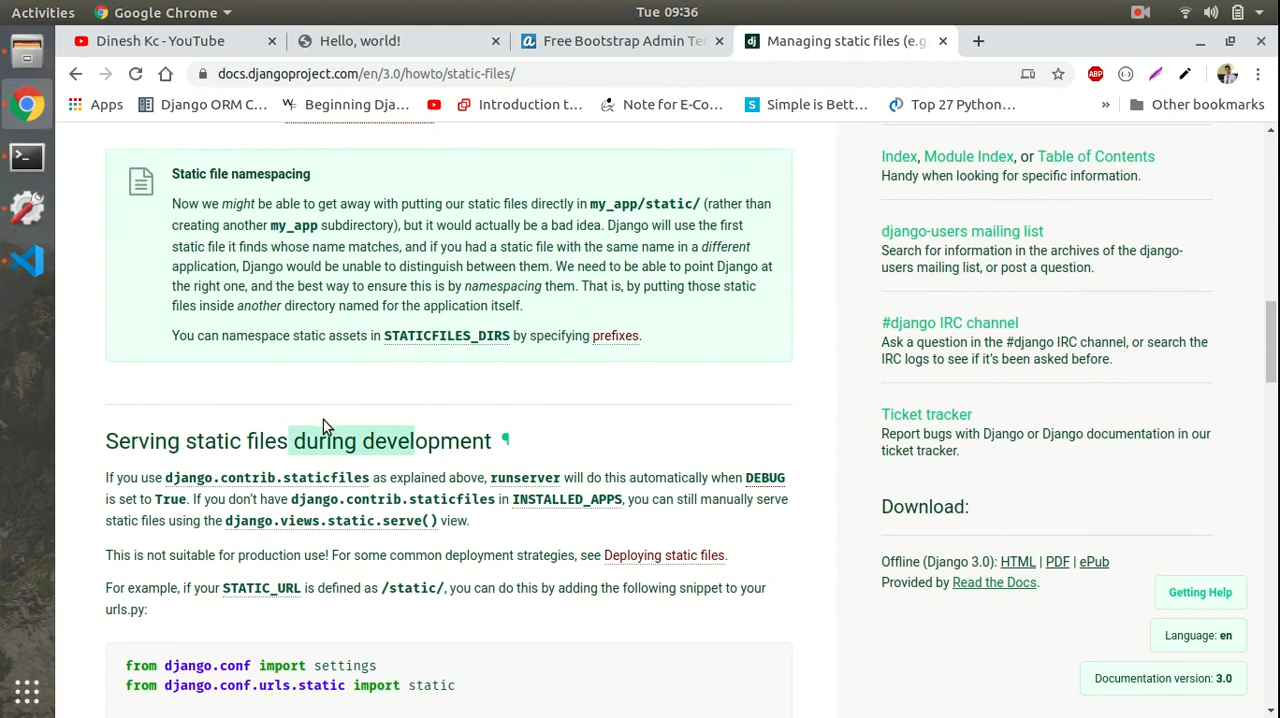 Activities Google Chrome Tue 09:36
Dinesh Kc - YouTube Hello, world! Free Bootstrap Admin Ter Managing static files (e.g.
docs.djangoproject.com/en/3.0/howto/static-files/
Apps Django ORM C... Beginning Dja... Introduction t... Note for E-Co... Simple is Bett... Top 27 Python... » Other bookmarks
Static file namespacing
Now we might be able to get away with putting our static files directly in my_app/static/ (rather than
creating another my_app subdirectory), but it would actually be a bad idea. Django will use the first
static file it finds whose name matches, and if you had a static file with the same name in a different
application, Django would be unable to distinguish between them. We need to be able to point Django at
the right one, and the best way to ensure this is by namespacing them. That is, by putting those static
files inside another directory named for the application itself.
You can namespace static assets in STATICFILES_DIRS by specifying prefixes.
Serving static files during development ¶
If you use django.contrib.staticfiles as explained above, runserver will do this automatically when DEBUG
is set to True. If you don’t have django.contrib.staticfiles in INSTALLED_APPS, you can still manually serve
static files using the django.views.static.serve() view.
This is not suitable for production use! For some common deployment strategies, see Deploying static files.
For example, if your STATIC_URL is defined as /static/, you can do this by adding the following snippet to your
urls.py:
from django.conf import settings
from django.conf.urls.static import static
Index, Module Index, or Table of Contents
Handy when looking for specific information.
django-users mailing list
Search for information in the archives of the django-
users mailing list, or post a question.
#django IRC channel
Ask a question in the #django IRC channel, or search the
IRC logs to see if it’s been asked before.
Ticket tracker
Report bugs with Django or Django documentation in our
ticket tracker.
Download:
Offline (Django 3.0): HTML | PDF | ePub
Provided by Read the Docs.
Getting Help
Language: en
Documentation version: 3.0